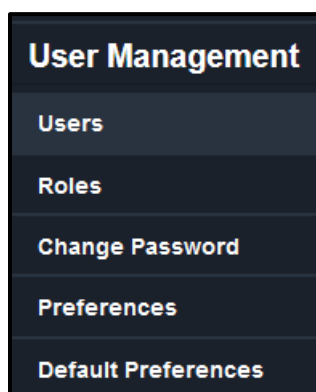 User Management
Users
Roles
Change Password
Preferences
Default Preferences